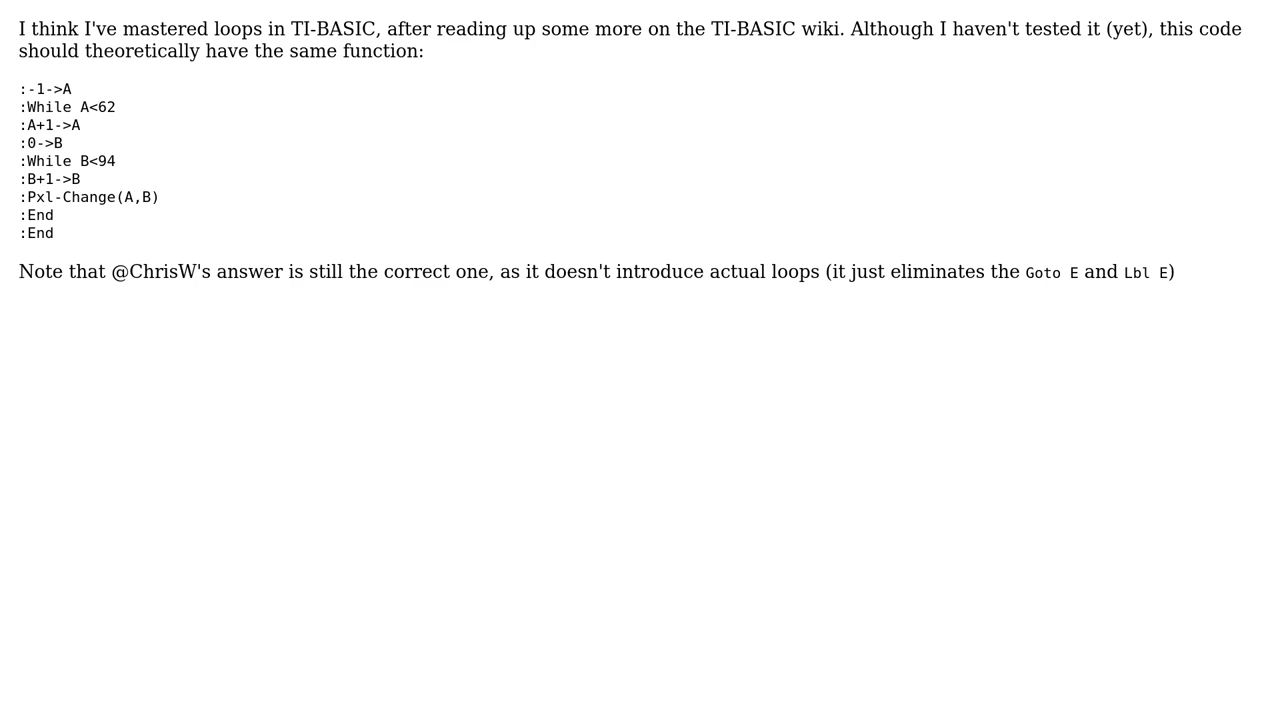 I think I've mastered loops in TI-BASIC, after reading up some more on the TI-BASIC wiki. Although I haven't tested it (yet), this code
should theoretically have the same function:
:-1->A
:While A<62
:A+1->A
:0->B
:While B<94
:B+1->B
:Pxl-Change(A,B)
:End
:End
Note that @ChrisW's answer is still the correct one, as it doesn't introduce actual loops (it just eliminates the Goto E and Lbl E)